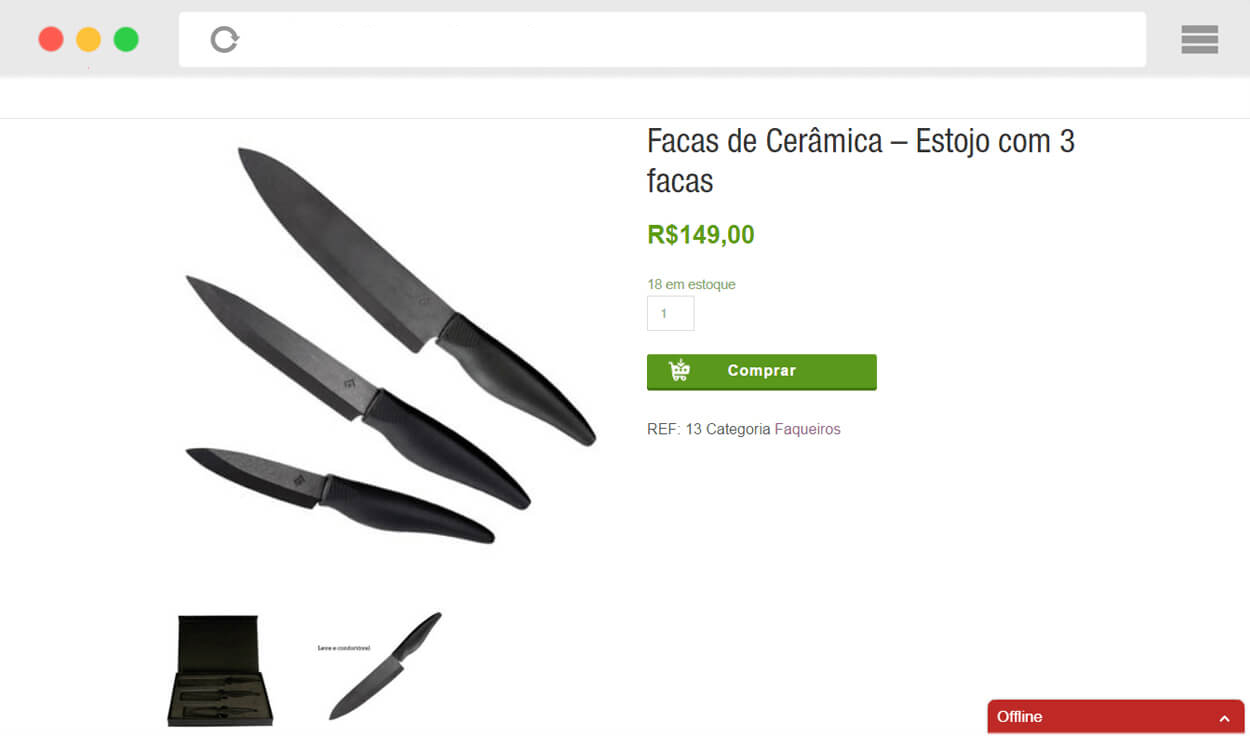 Facas de Cerâmica – Estojo com 3
facas
R$149,00
18 em estoque
1
Comprar
REF: 13 Categoria Faqueiros
Leve e confortável
Offline